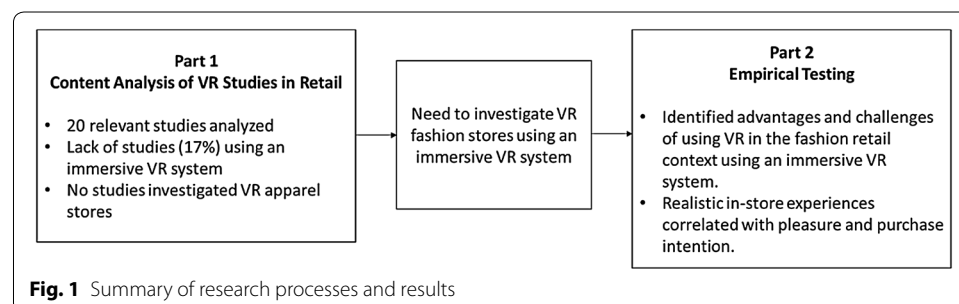 Part 1
Content Analysis of VR Studies in Retail
• 20 relevant studies analyzed
• Lack of studies (17%) using an
immersive VR system
• No studies investigated VR apparel
stores
Need to investigate VR
fashion stores using an
immersive VR system
Part 2
Empirical Testing
• Identified advantages and challenges
of using VR in the fashion retail
context using an immersive VR
system.
• Realistic in-store experiences
correlated with pleasure and purchase
intention.
Fig. 1 Summary of research processes and results